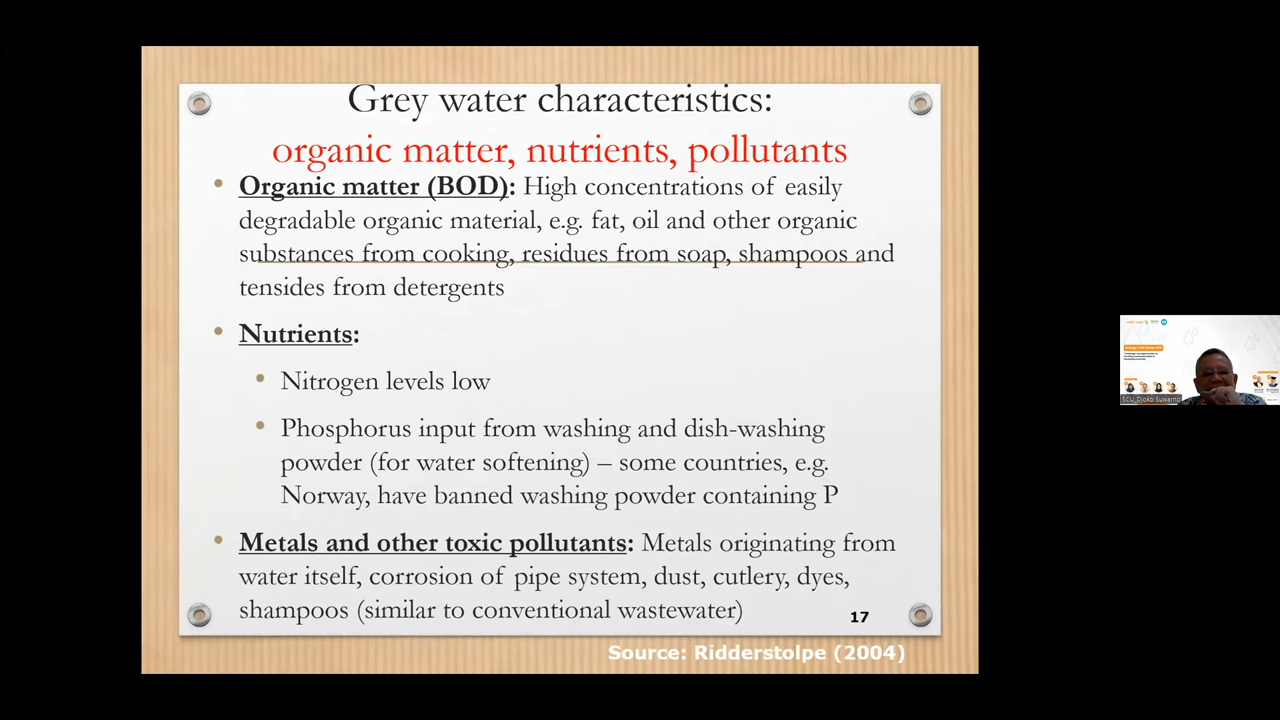 Grey water characteristics:
organic matter, nutrients, pollutants
• Organic matter (BOD): High concentrations of easily
degradable organic material, e.g. fat, oil and other organic
substances from cooking, residues from soap, shampoos and
tensides from detergents
• Nutrients:
• Nitrogen levels low
• Phosphorus input from washing and dish-washing
powder (for water softening) – some countries, e.g.
Norway, have banned washing powder containing P
• Metals and other toxic pollutants: Metals originating from
water itself, corrosion of pipe system, dust, cutlery, dyes,
shampoos (similar to conventional wastewater)
17
Source: Ridderstolpe (2004)
SCU_Djoko Suwarno